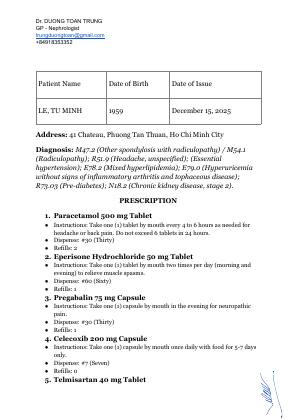 Dr. DUONG TOAN TRUNG
GP - Nephrologist
trungduongtoan@gmail.com
+84918353352
Patient Name Date of Birth Date of Issue
LE, TU MINH 1959 December 15, 2025
Address: 41 Chateau, Phuong Tan Thuan, Ho Chi Minh City
Diagnosis: M47.2 (Other spondylosis with radiculopathy) / M54.1
(Radiculopathy); R51.9 (Headache, unspecified); (Essential
hypertension); E78.2 (Mixed hyperlipidemia); E79.0 (Hyperuricemia
without signs of inflammatory arthritis and tophaceous disease);
R73.03 (Pre-diabetes); N18.2 (Chronic kidney disease, stage 2).
PRESCRIPTION
1. Paracetamol 500 mg Tablet
• Instructions: Take one (1) tablet by mouth every 4 to 6 hours as needed for
headache or back pain. Do not exceed 6 tablets in 24 hours.
• Dispense: #30 (Thirty)
• Refills: 2
2. Eperisone Hydrochloride 50 mg Tablet
• Instructions: Take one (1) tablet by mouth two times per day (morning and
evening) to relieve muscle spasms.
• Dispense: #60 (Sixty)
• Refills: 1
3. Pregabalin 75 mg Capsule
• Instructions: Take one (1) capsule by mouth in the evening for neuropathic
pain.
• Dispense: #30 (Thirty)
• Refills: 1
4. Celecoxib 200 mg Capsule
• Instructions: Take one (1) capsule by mouth once daily with food for 5-7 days
only.
• Dispense: #7 (Seven)
• Refills: 0
5. Telmisartan 40 mg Tablet